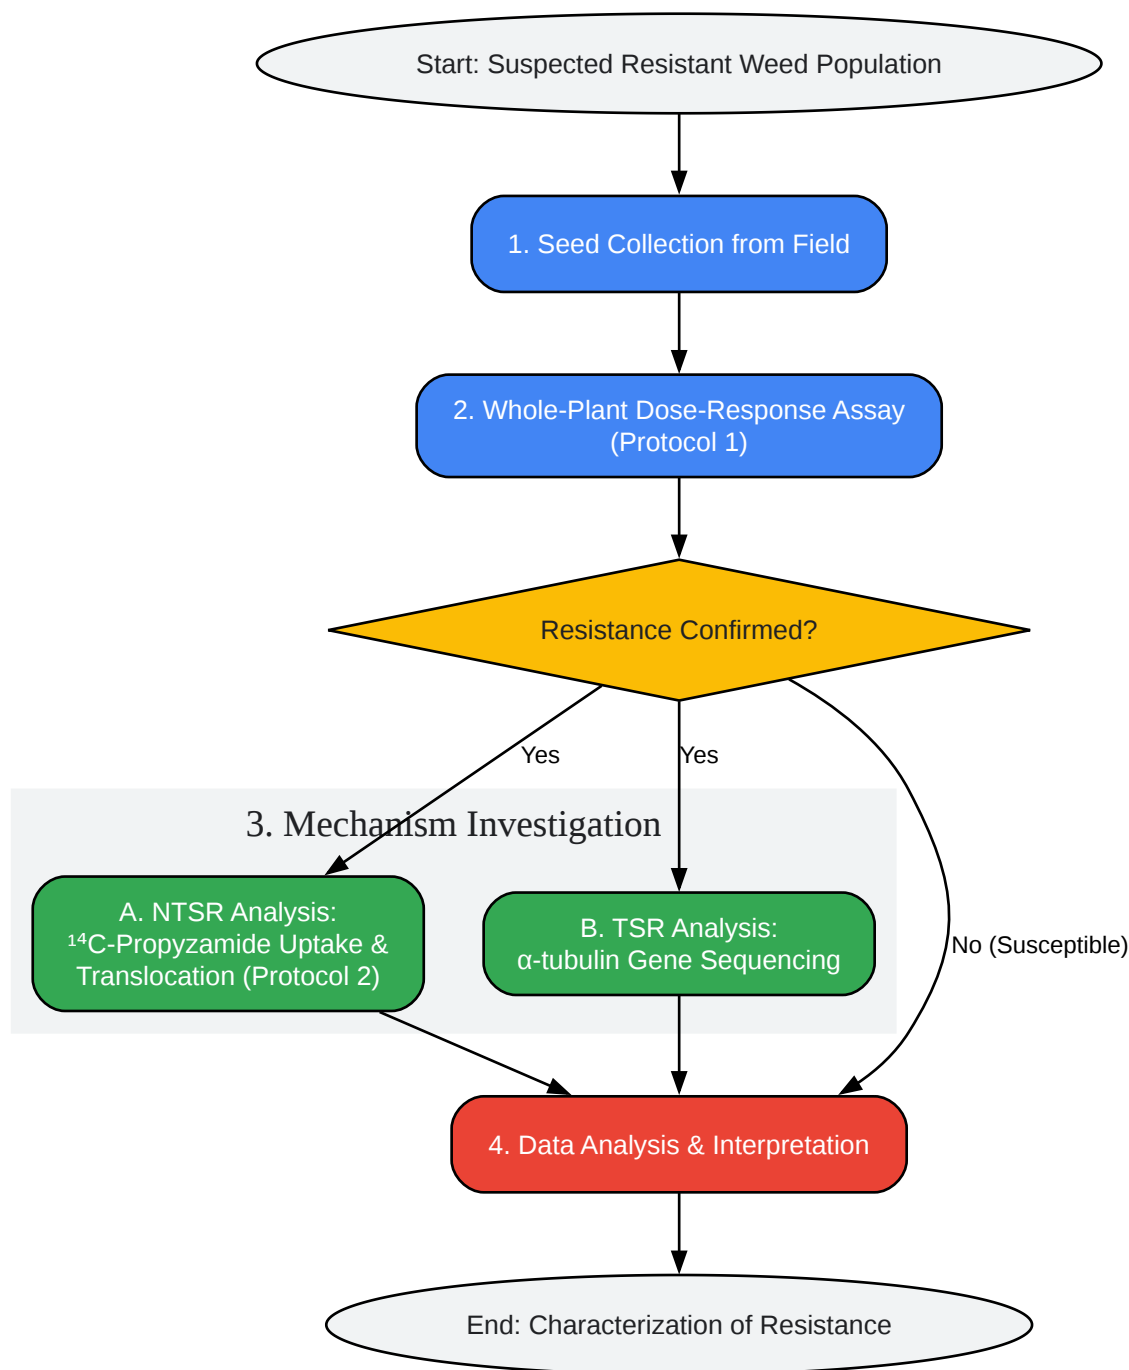 Start: Suspected Resistant Weed Population
1. Seed Collection from Field
2. Whole-Plant Dose-Response Assay
(Protocol 1)
Resistance Confirmed?
Yes
Yes
3. Mechanism Investigation
A. NTSR Analysis:
¹⁴C-Propyzamide Uptake &
Translocation (Protocol 2)
B. TSR Analysis:
α-tubulin Gene Sequencing
No (Susceptible)
4. Data Analysis & Interpretation
End: Characterization of Resistance